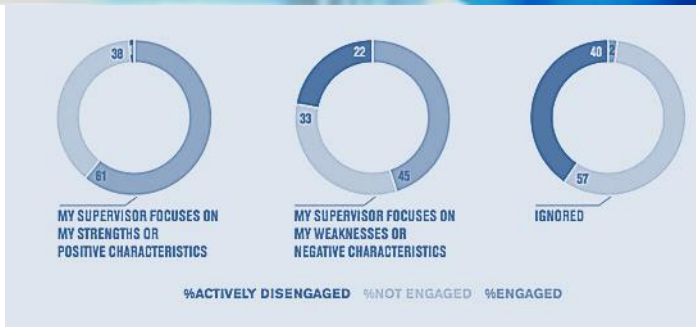 38
61
MY SUPERVISOR FOCUSES ON
MY STRENGTHS OR
POSITIVE CHARACTERISTICS
22
33
45
MY SUPERVISOR FOCUSES ON
MY WEAKNESSES OR
NEGATIVE CHARACTERISTICS
40 2
57
IGNORED
%ACTIVELY DISENGAGED %NOT ENGAGED %ENGAGED